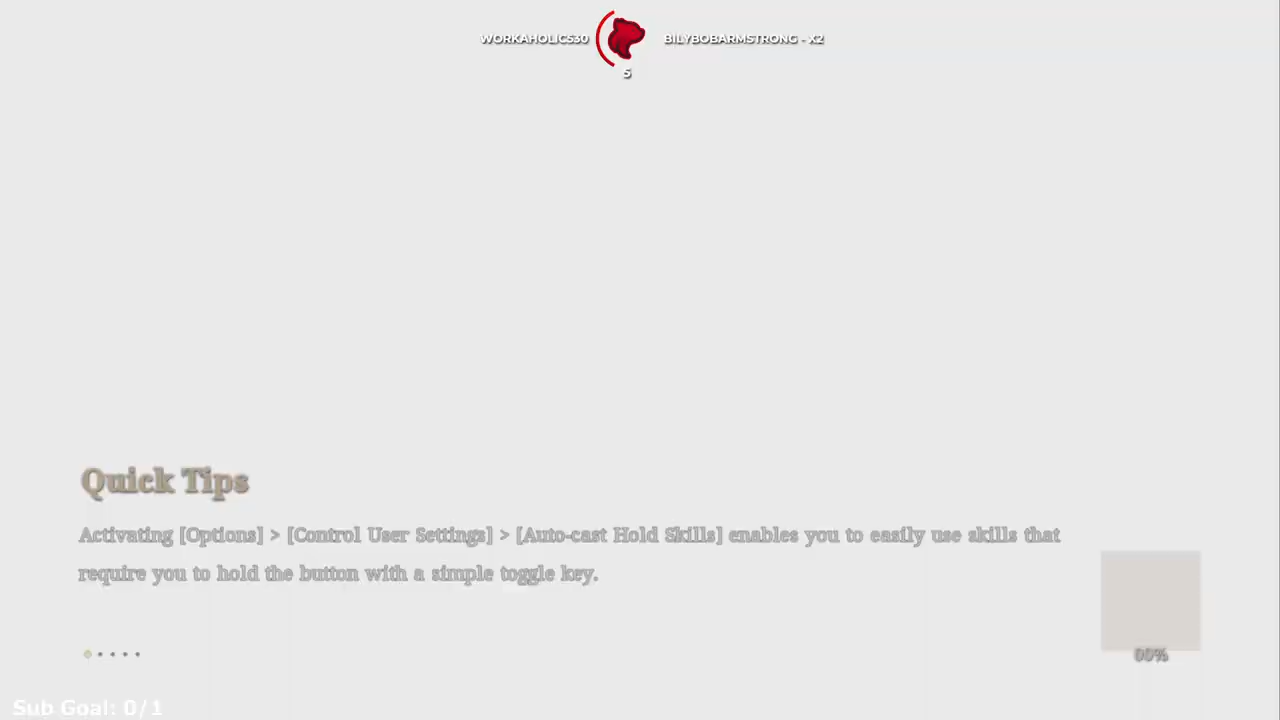 WORKAHOLIC530
BILYBOBARMSTRONG - X2
5
Quick Tips
Activating [Options] > [Control User Settings] > [Auto-cast Hold Skills] enables you to easily use skills that
require you to hold the button with a simple toggle key.
00%
Sub Goal: 0/1